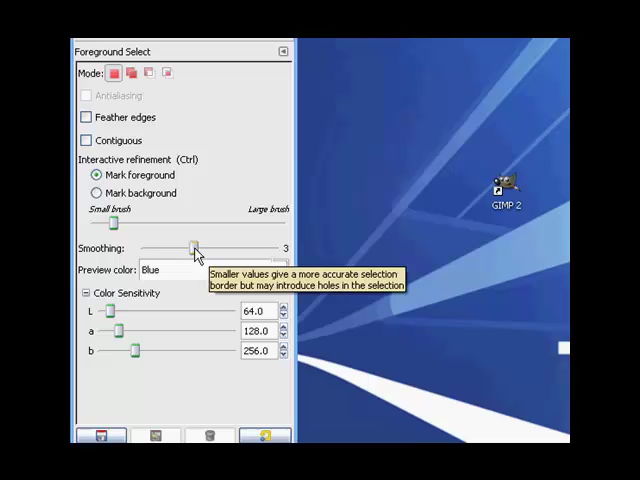 Foreground Select
Mode:
Antialiasing
Feather edges
Contiguous
Interactive refinement (Ctrl)
Mark foreground
Mark background
Small brush Large brush
Smoothing: 3
Preview color: Blue
Smaller values give a more accurate selection
border but may introduce holes in the selection
Color Sensitivity
L 64.0
a 128.0
b 256.0
GIMP 2